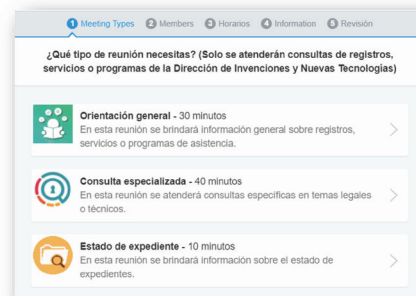 1 Meeting Types 2 Members 3 Horarios 4 Information 5 Revisión
¿Qué tipo de reunión necesitas? (Solo se atenderán consultas de registros,
servicios o programas de la Dirección de Invenciones y Nuevas Tecnologías)
Orientación general - 30 minutos
En esta reunión se brindará información general sobre registros,
servicios o programas de asistencia.
Consulta especializada - 40 minutos
En esta reunión se atenderá consultas específicas en temas legales
o técnicos.
Estado de expediente - 10 minutos
En esta reunión se brindará información sobre el estado de
expedientes.